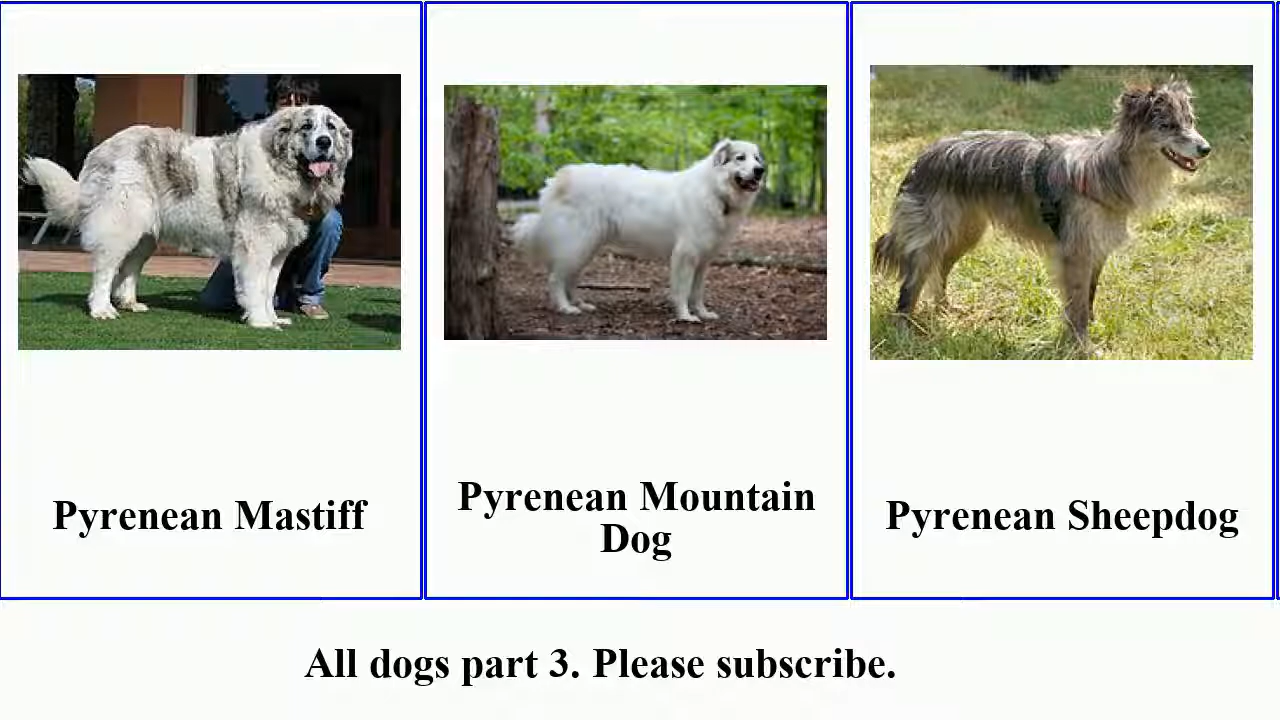 Pyrenean Mastiff
Pyrenean Mountain
Dog
Pyrenean Sheepdog
All dogs part 3. Please subscribe.